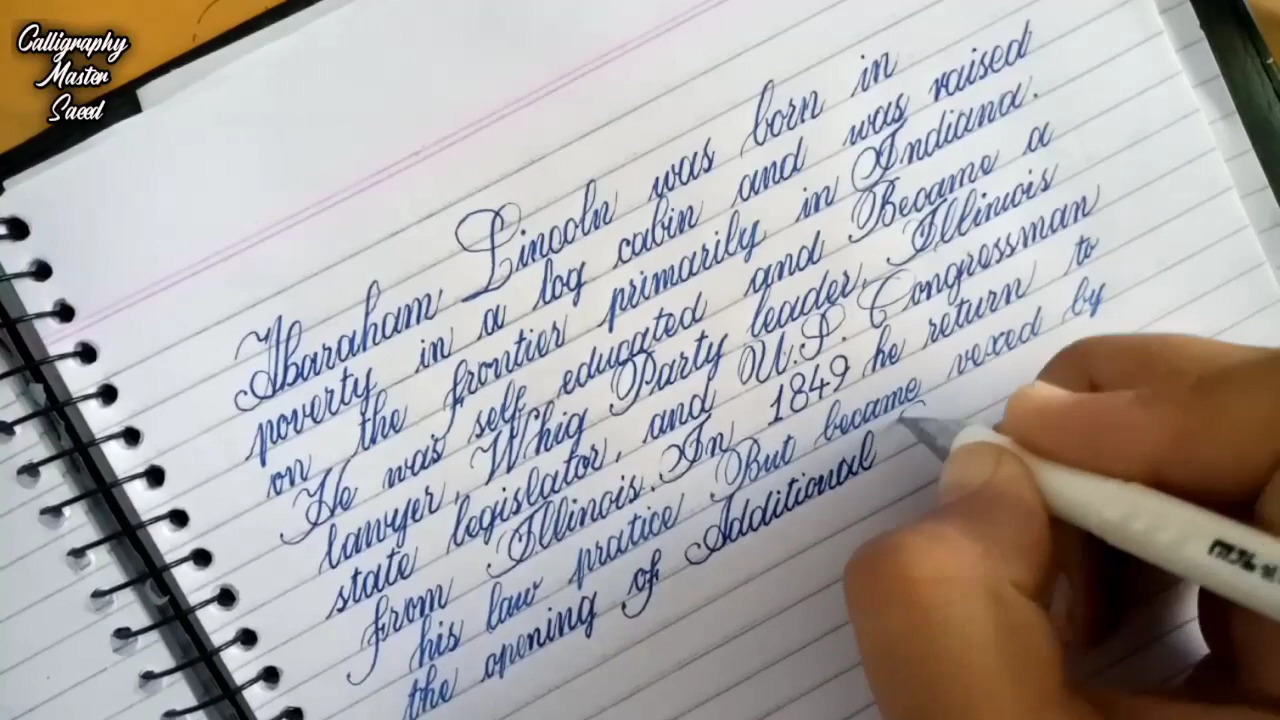 Calligraphy
Master
Saeed
Abaraham Lincoln was born in
poverty in a log cabin and was raised
on the frontier primarily in Indiana.
He was self educated and Became a
lawyer, Whig Party leader, Illinois
state legislator, and U.S. Congressman
from Illinois. In 1849 he return to
his law pratice But became vexed by
the opening of Additional